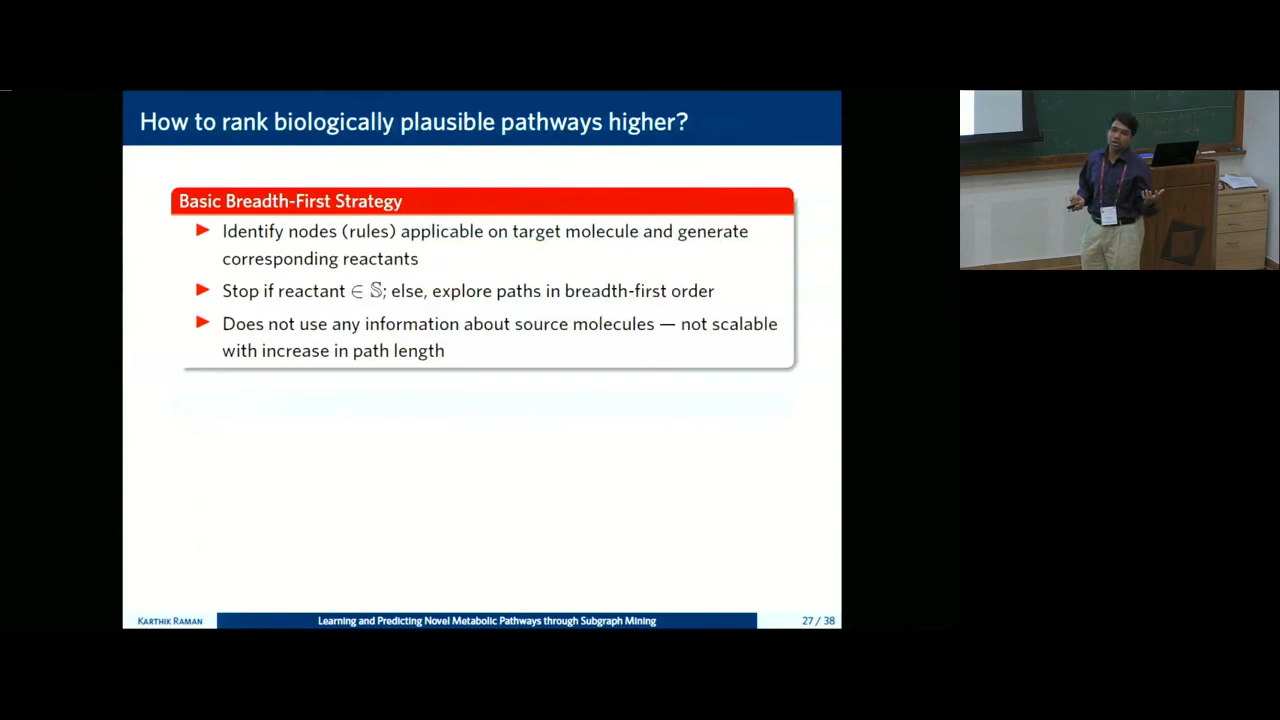 How to rank biologically plausible pathways higher?
Basic Breadth-First Strategy
Identify nodes (rules) applicable on target molecule and generate
corresponding reactants
Stop if reactant ∈ 𝕊; else, explore paths in breadth-first order
Does not use any information about source molecules — not scalable
with increase in path length
KARTHIK RAMAN
Learning and Predicting Novel Metabolic Pathways through Subgraph Mining
27 / 38